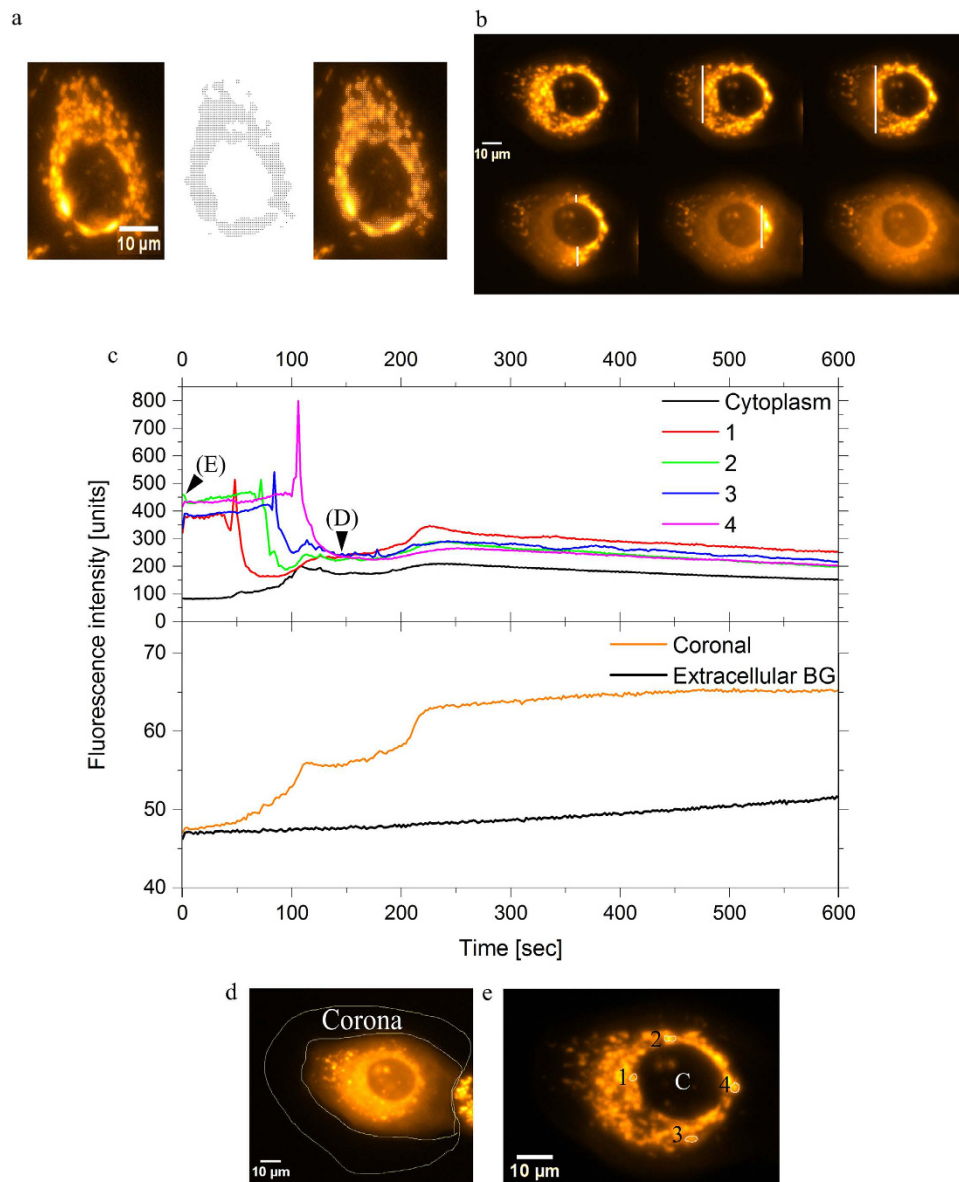 a
10 μm
b
10 μm
c
0 100 200 300 400 500 600
Fluorescence intensity [units]
800
700
600
500
400
300
200
100
0
(E)
(D)
Cytoplasm
1
2
3
4
70
60
50
40
Coronal
Extracellular BG
0 100 200 300 400 500 600
Time [sec]
d
Corona
10 μm
e
2
1
C
4
3
10 μm